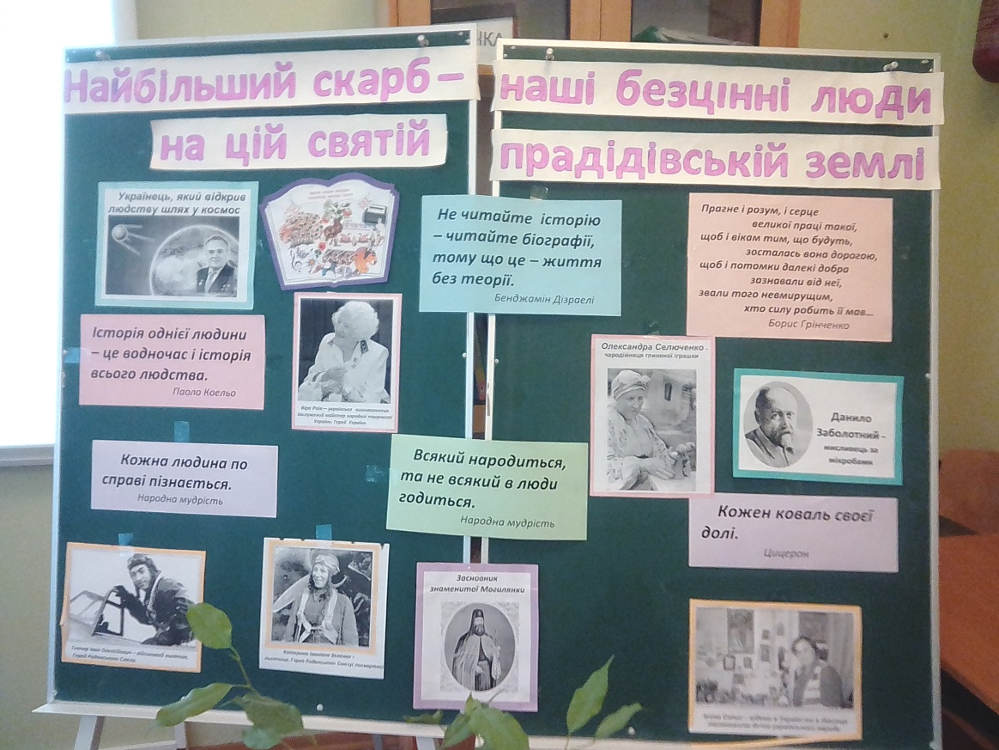 Найбільший скарб –
наші безцінні люди
на цій святій
прадідівській землі
Українець, який відкрив
людству шлях у космос
Не читайте історію
– читайте біографії,
тому що це – життя
без теорії.
Бенджамін Дізраелі
Прагне і розум, і серце
великої праці такої,
щоб і вікам тим, що будуть,
зосталась вона дорогою,
щоб і потомки далекі добра
зазнавали від неї,
звали того невмирущим,
хто силу робить її мав...
Борис Грінченко
Історія однієї людини
– це водночас і історія
всього людства.
Паоло Коельо
Віра Роїк — українська вишивальниця,
Заслужений майстер народної творчості
України, Герой України
Олександра Селюченко –
чародійниця глиняної іграшки
Данило
Заболотний –
мисливець за
мікробами
Кожна людина по
справі пізнається.
Народна мудрість
Всякий народиться,
та не всякий в люди
годиться.
Народна мудрість
Кожен коваль своєї
долі.
Цицерон
Іван Олексійович – військовий льотчик,
Герой Радянського Союзу
Катерина Іванівна Зеленко –
льотчиця, Герой Радянського Союзу( посмертно)
Засновник
знаменитої Могилянки